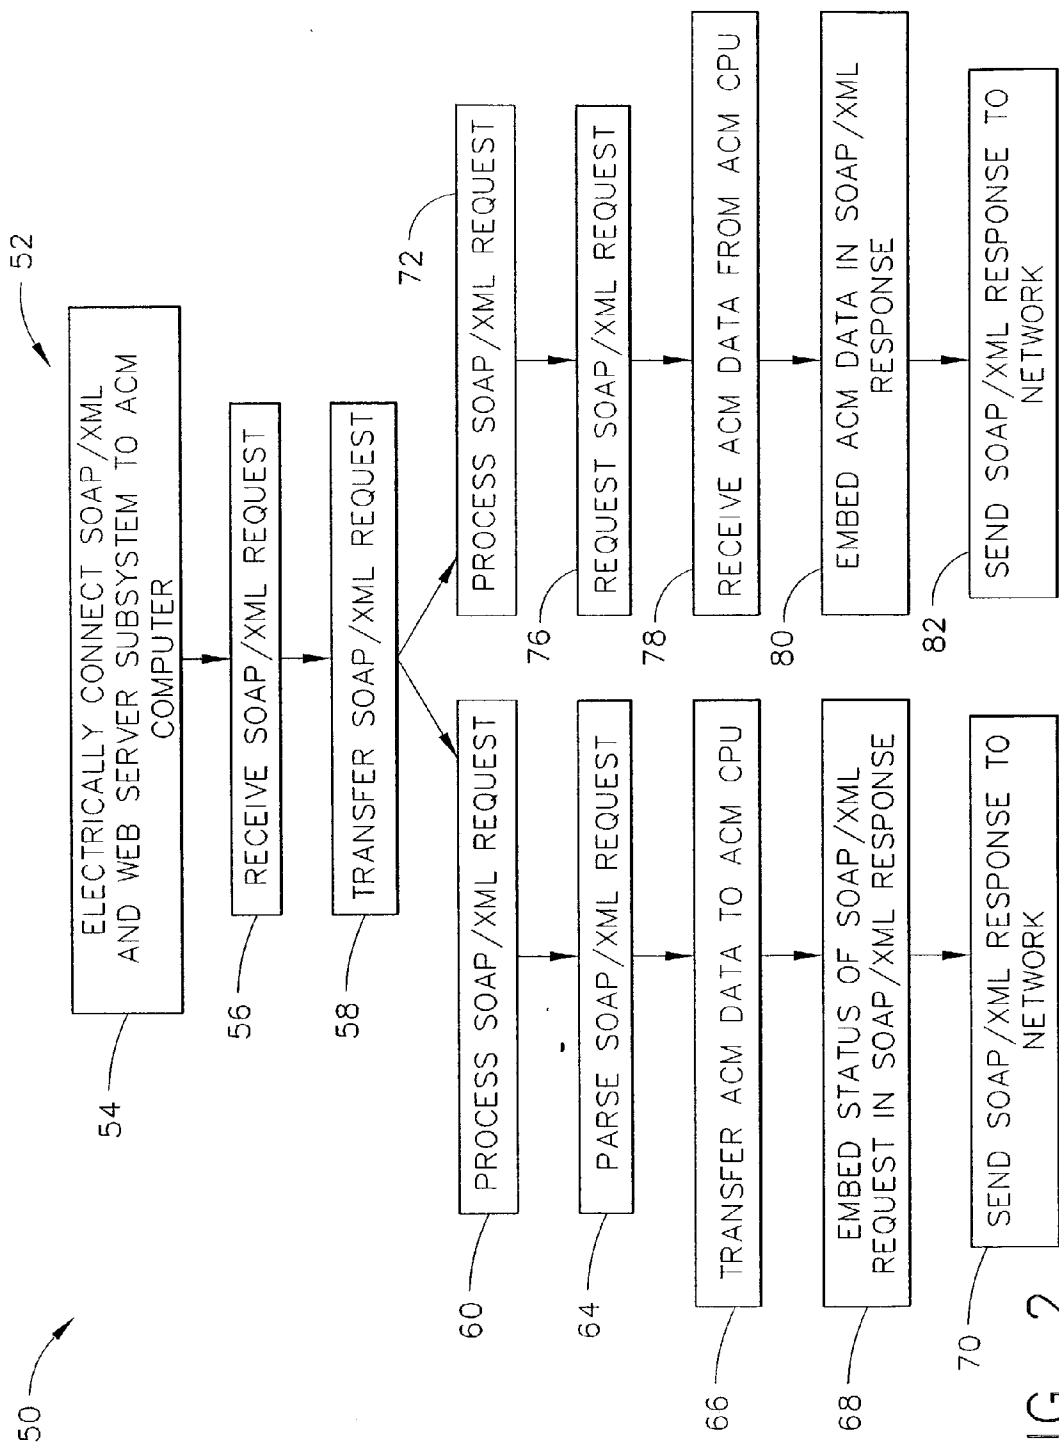 50
52
54
ELECTRICALLY CONNECT SOAP/XML
AND WEB SERVER SUBSYSTEM TO ACM
COMPUTER
56
RECEIVE SOAP/XML REQUEST
58
TRANSFER SOAP/XML REQUEST
60
PROCESS SOAP/XML REQUEST
64
PARSE SOAP/XML REQUEST
66
TRANSFER ACM DATA TO ACM CPU
68
EMBED STATUS OF SOAP/XML
REQUEST IN SOAP/XML RESPONSE
70
SEND SOAP/XML RESPONSE TO
NETWORK
72
PROCESS SOAP/XML REQUEST
76
REQUEST SOAP/XML REQUEST
78
RECEIVE ACM DATA FROM ACM CPU
80
EMBED ACM DATA IN SOAP/XML
RESPONSE
82
SEND SOAP/XML RESPONSE TO
NETWORK
IG 2